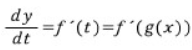 dy/dt = f´(t) = f´(g(x))